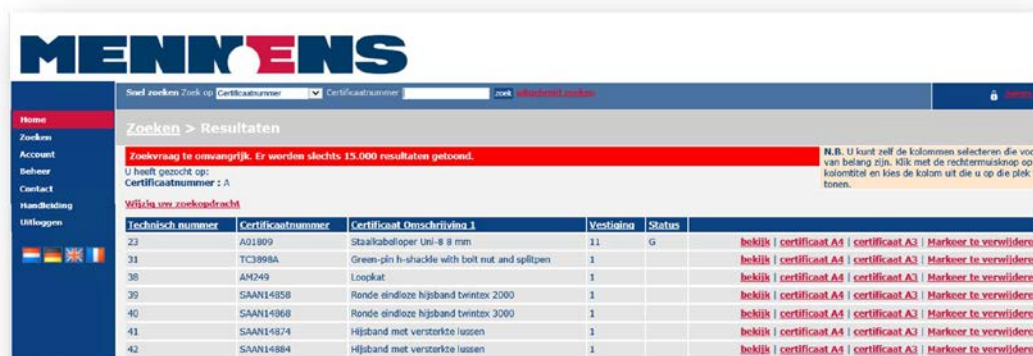 MENNENS
Snel zoeken Zoek op Certificaatnummer Certificaatnummer zoek uitgebreid zoeken
Home
Zoeken
Account
Beheer
Contact
Handleiding
Uitloggen
Zoeken > Resultaten
Zoekvraag te omvangrijk. Er worden slechts 15.000 resultaten getoond.
U heeft gezocht op:
Certificaatnummer : A
N.B. U kunt zelf de kolommen selecteren die voo
van belang zijn. Klik met de rechtermuisknop op
kolomtitel en kies de kolom uit die u op die plek
tonen.
Wijzig uw zoekopdracht
Technisch nummer Certificaatnummer Certificaat Omschrijving 1 Vestiging Status
23 A01809 Staalkabelloper Uni-8 8 mm 11 G bekijk | certificaat A4 | certificaat A3 | Markeer te verwijdere
31 TC3898A Green-pin h-shackle with bolt nut and splitpen 1 bekijk | certificaat A4 | certificaat A3 | Markeer te verwijdere
38 AM249 Loopkat 1 bekijk | certificaat A4 | certificaat A3 | Markeer te verwijdere
39 SAAN14858 Ronde eindloze hijsband twintex 2000 1 bekijk | certificaat A4 | certificaat A3 | Markeer te verwijdere
40 SAAN14868 Ronde eindloze hijsband twintex 3000 1 bekijk | certificaat A4 | certificaat A3 | Markeer te verwijdere
41 SAAN14874 Hijsband met versterkte lussen 1 bekijk | certificaat A4 | certificaat A3 | Markeer te verwijdere
42 SAAN14884 Hijsband met versterkte lussen 1 bekijk | certificaat A4 | certificaat A3 | Markeer te verwijdere